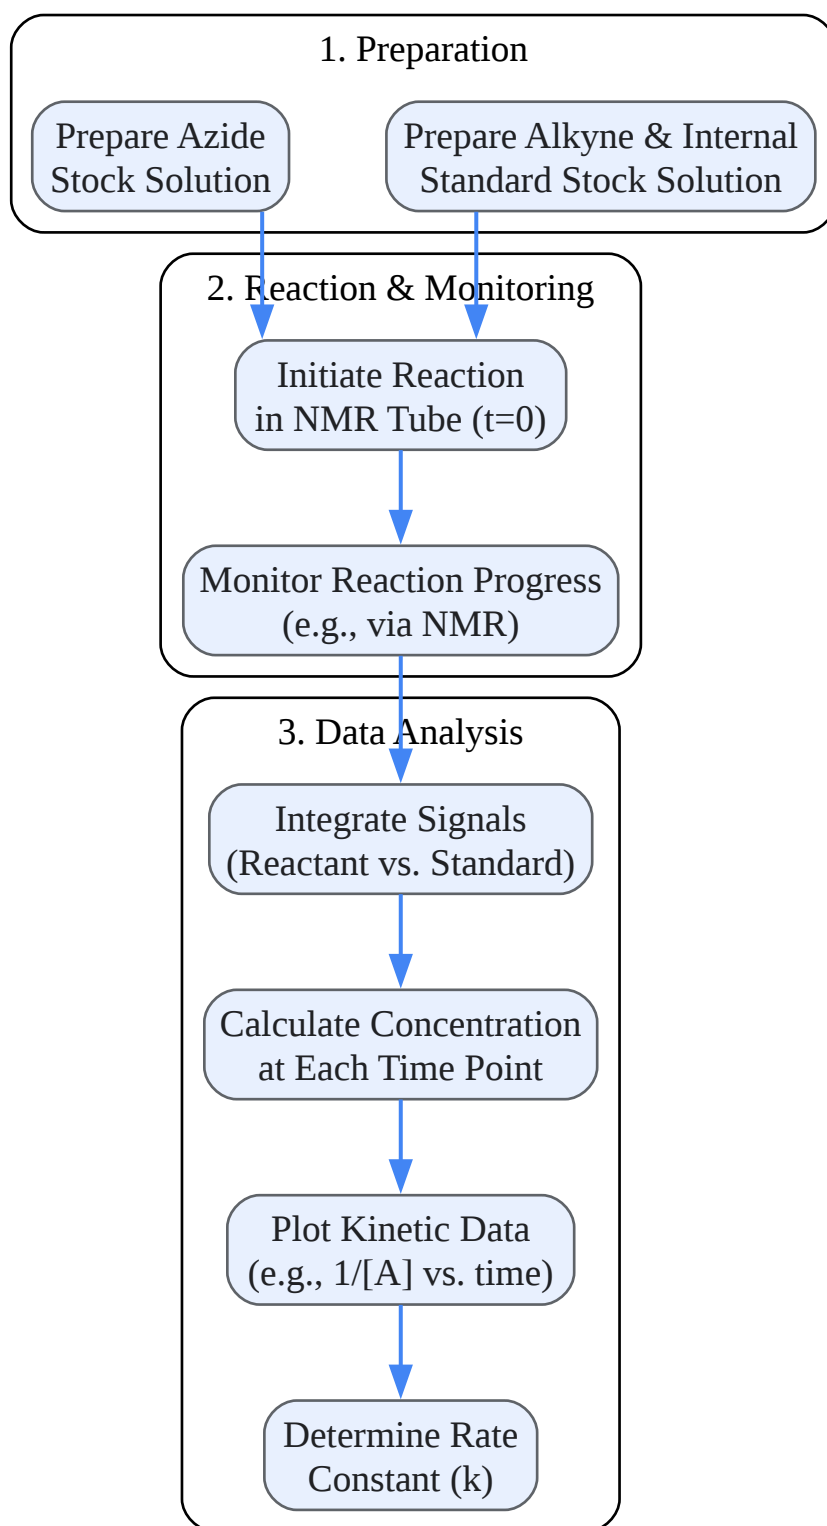 1. Preparation
Prepare Azide
Stock Solution
Prepare Alkyne & Internal
Standard Stock Solution
2. Reaction & Monitoring
Initiate Reaction
in NMR Tube (t=0)
Monitor Reaction Progress
(e.g., via NMR)
3. Data Analysis
Integrate Signals
(Reactant vs. Standard)
Calculate Concentration
at Each Time Point
Plot Kinetic Data
(e.g., 1/[A] vs. time)
Determine Rate
Constant (k)